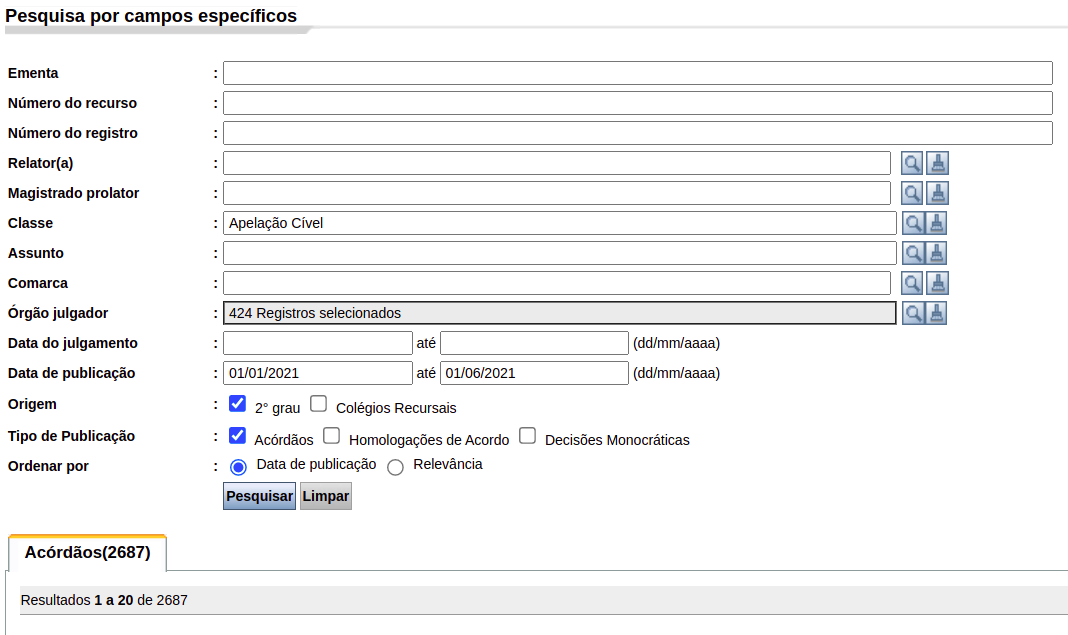 Pesquisa por campos específicos
Ementa :
Número do recurso :
Número do registro :
Relator(a) :
Magistrado prolator :
Classe : Apelação Cível
Assunto :
Comarca :
Órgão julgador : 424 Registros selecionados
Data do julgamento : até (dd/mm/aaaa)
Data de publicação : 01/01/2021 até 01/06/2021 (dd/mm/aaaa)
Origem : 2° grau Colégios Recursais
Tipo de Publicação : Acórdãos Homologações de Acordo Decisões Monocráticas
Ordenar por : Data de publicação Relevância
Pesquisar Limpar
Acórdãos(2687)
Resultados 1 a 20 de 2687